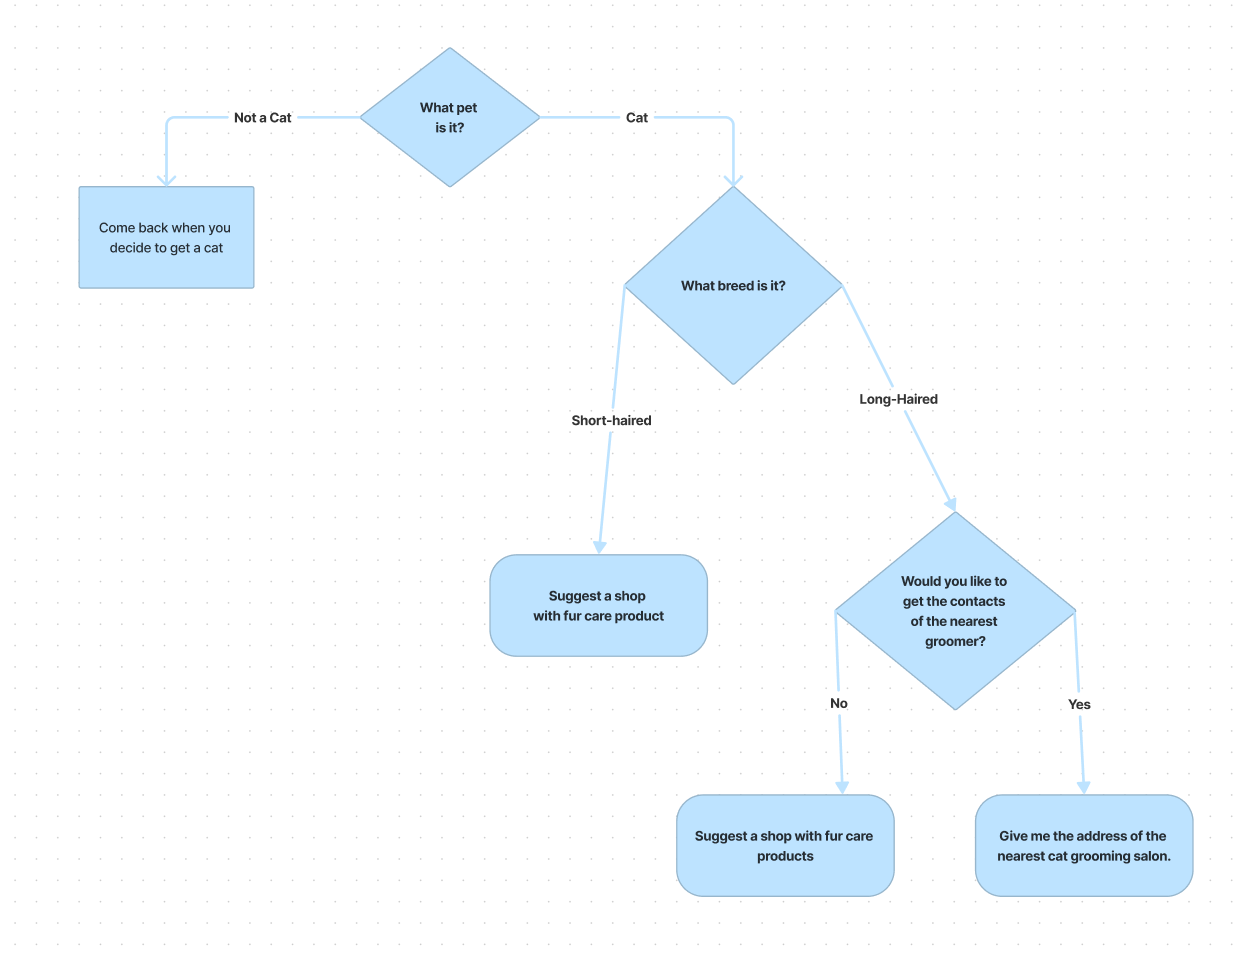 What pet
is it?
Not a Cat
Cat
Come back when you
decide to get a cat
What breed is it?
Short-haired
Long-Haired
Suggest a shop
with fur care product
Would you like to
get the contacts
of the nearest
groomer?
No
Yes
Suggest a shop with fur care
products
Give me the address of the
nearest cat grooming salon.